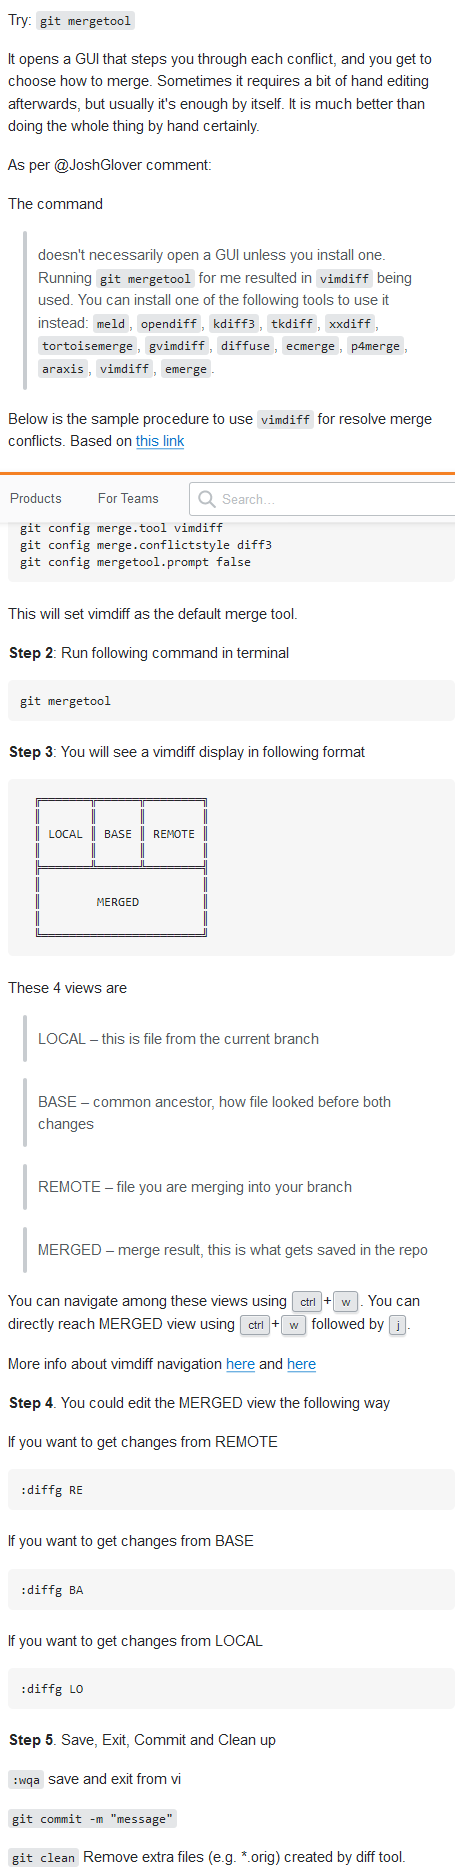 Try: git mergetool
It opens a GUI that steps you through each conflict, and you get to
choose how to merge. Sometimes it requires a bit of hand editing
afterwards, but usually it's enough by itself. It is much better than
doing the whole thing by hand certainly.
As per @JoshGlover comment:
The command
doesn't necessarily open a GUI unless you install one.
Running git mergetool for me resulted in vimdiff being
used. You can install one of the following tools to use it
instead: meld, opendiff, kdiff3, tkdiff, xxdiff,
tortoisemerge, gvimdiff, diffuse, ecmerge, p4merge,
araxis, vimdiff, emerge.
Below is the sample procedure to use vimdiff for resolve merge
conflicts. Based on this link
Products For Teams Search...
git config merge.tool vimdiff
git config merge.conflictstyle diff3
git config mergetool.prompt false
This will set vimdiff as the default merge tool.
Step 2: Run following command in terminal
git mergetool
Step 3: You will see a vimdiff display in following format
LOCAL BASE REMOTE
MERGED
These 4 views are
LOCAL – this is file from the current branch
BASE – common ancestor, how file looked before both
changes
REMOTE – file you are merging into your branch
MERGED – merge result, this is what gets saved in the repo
You can navigate among these views using ctrl+w. You can
directly reach MERGED view using ctrl+w followed by j.
More info about vimdiff navigation here and here
Step 4. You could edit the MERGED view the following way
If you want to get changes from REMOTE
:diffg RE
If you want to get changes from BASE
:diffg BA
If you want to get changes from LOCAL
:diffg LO
Step 5. Save, Exit, Commit and Clean up
:wqa save and exit from vi
git commit -m "message"
git clean Remove extra files (e.g. *.orig) created by diff tool.